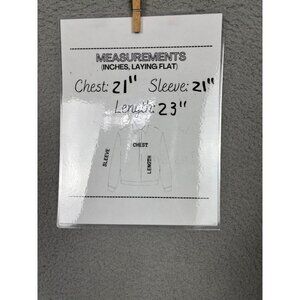 MEASUREMENTS
(INCHES, LAYING FLAT)
Chest: 21" Sleeve: 21"
Length: 23"
CHEST
SLEEVE
LENGTH